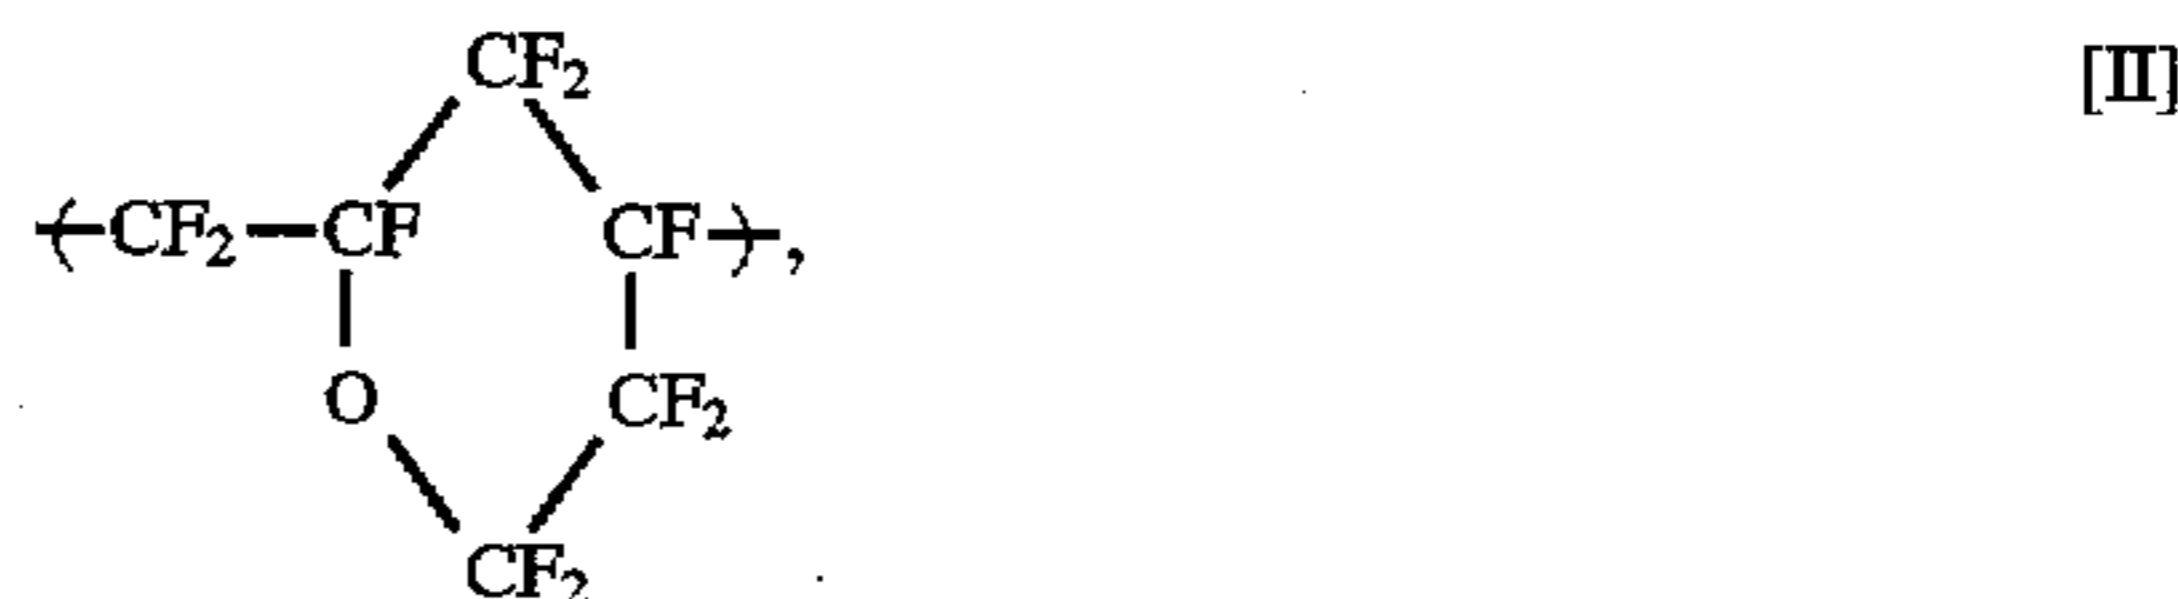 CF₂ [II]
-(CF₂-CF CF)-,
O CF₂
CF₂